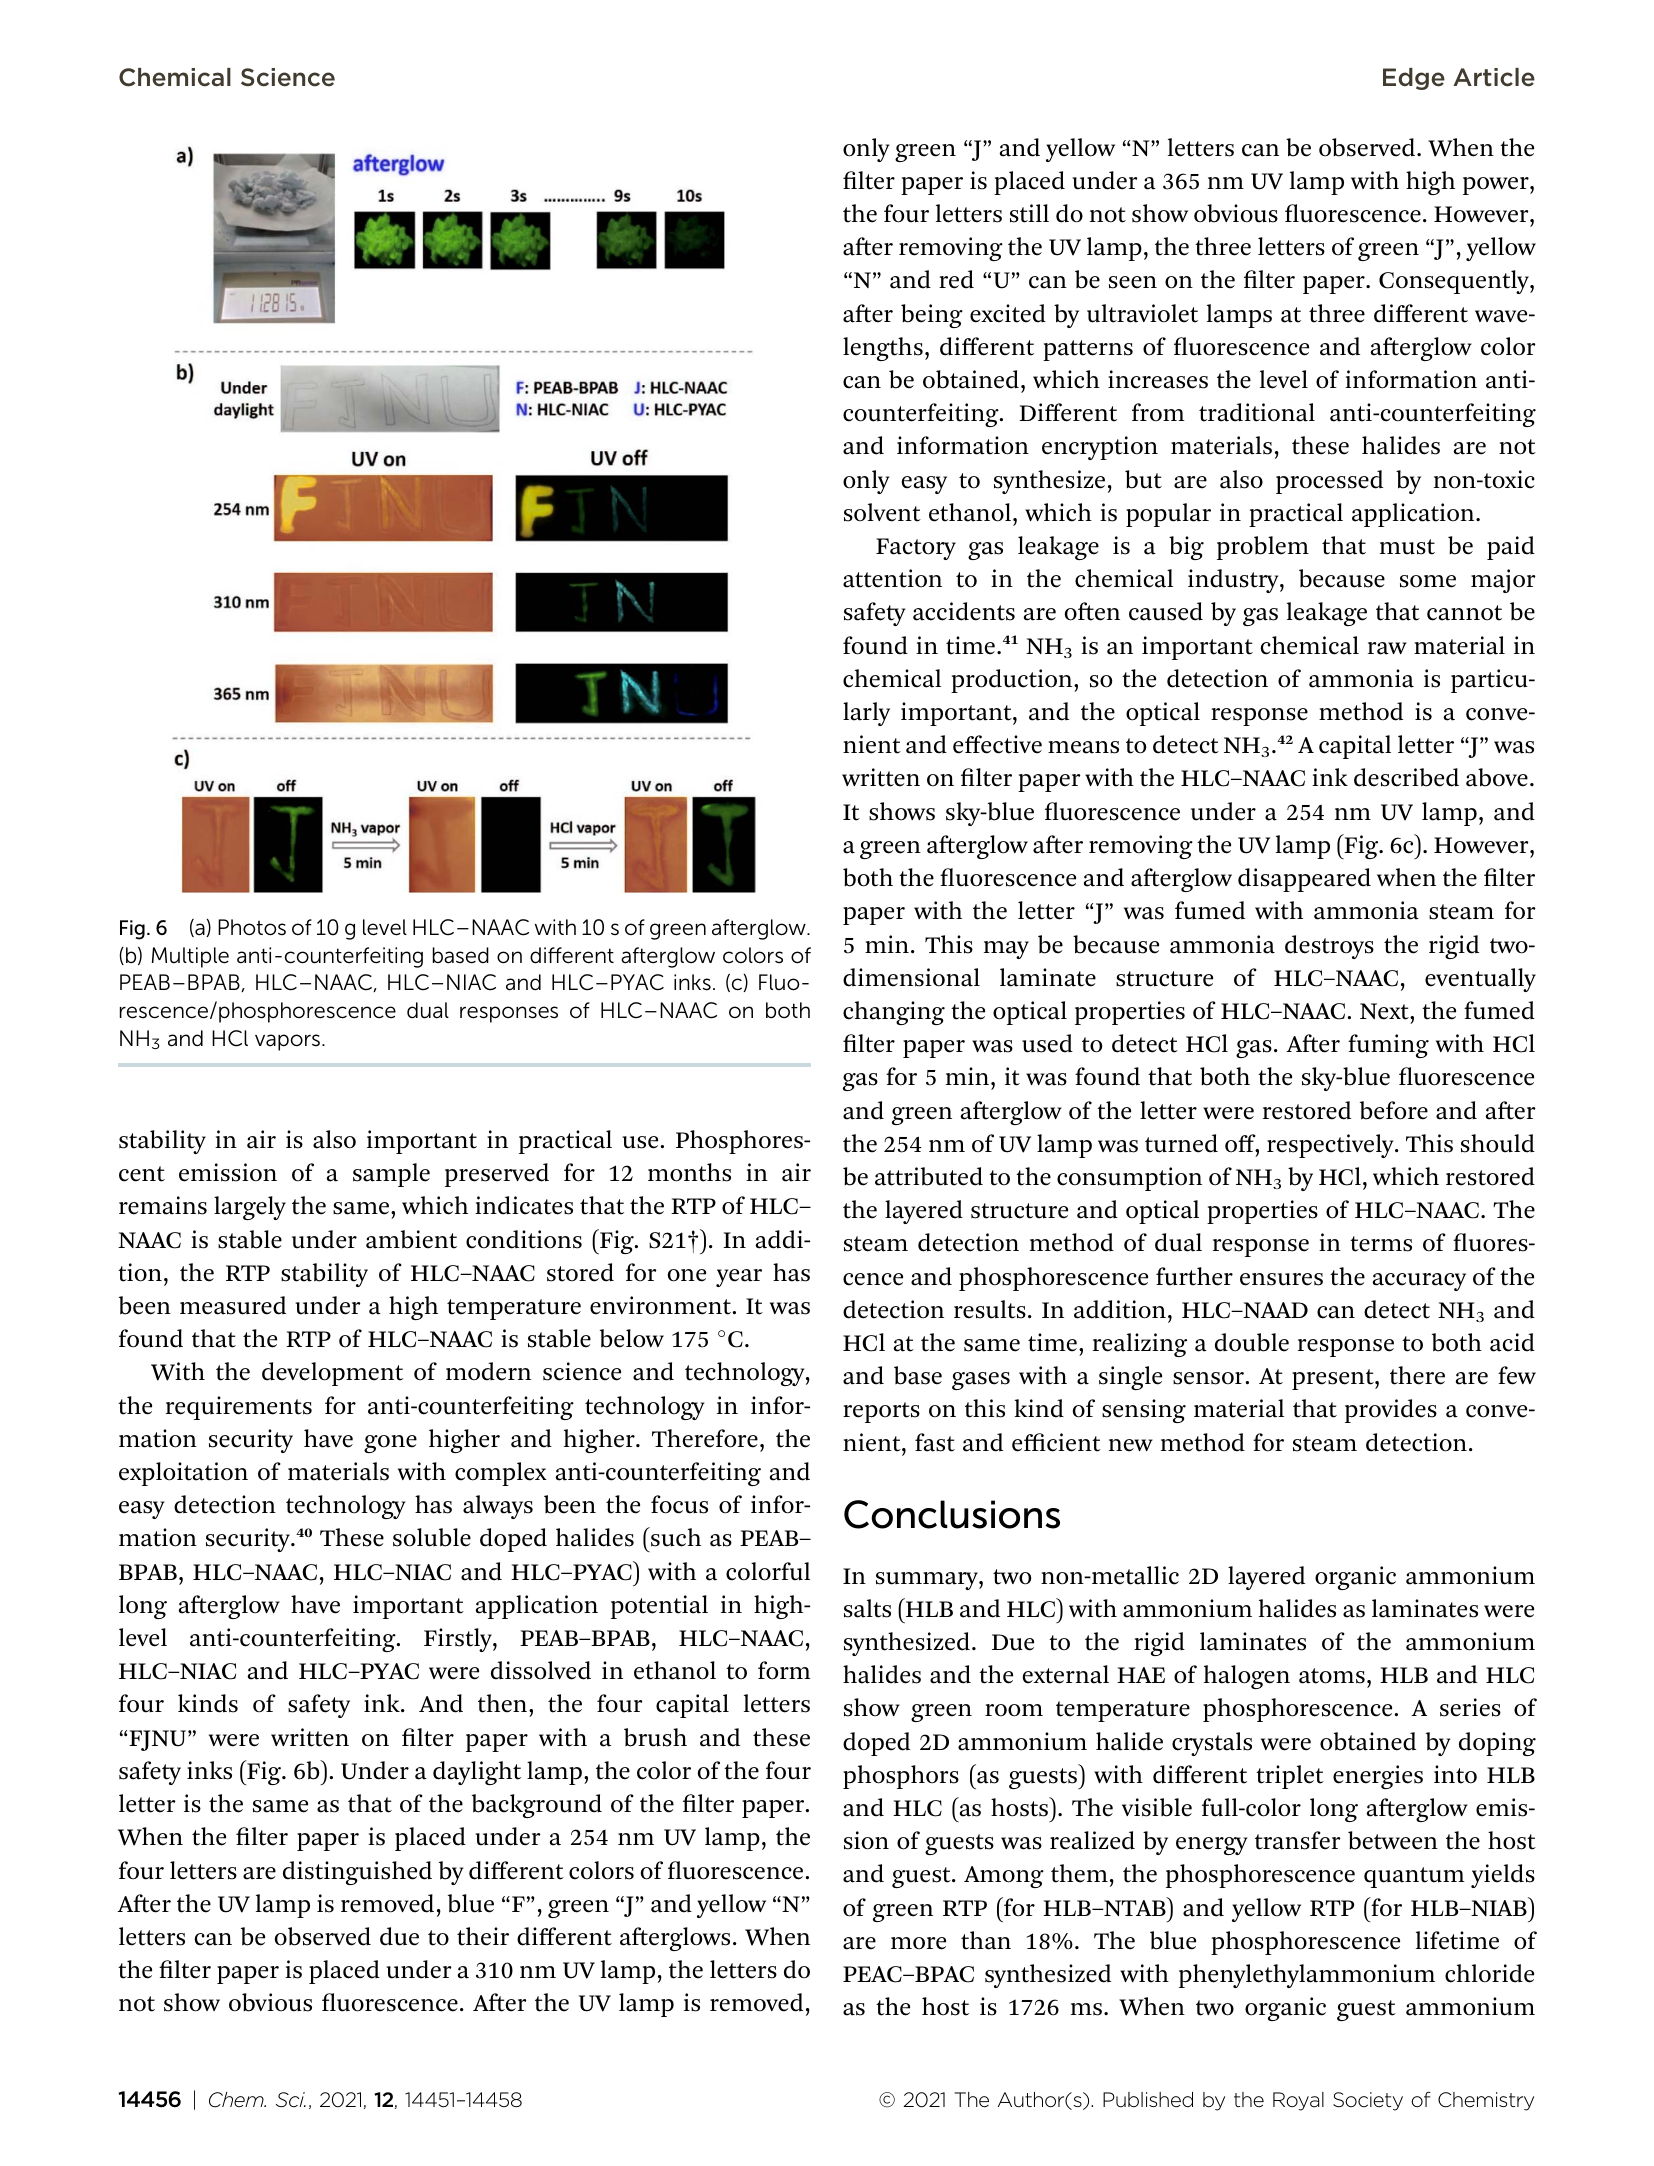 Chemical Science
Edge Article
a)
afterglow
1s 2s 3s .............. 9s 10s
112815
b)
Under
daylight
FJNU
F: PEAB-BPAB J: HLC-NAAC
N: HLC-NIAC U: HLC-PYAC
UV on UV off
254 nm
FJNU
FJN
310 nm
FJNU
JN
365 nm
FJNU
JNU
c)
UV on off UV on off UV on off
J J
NH3 vapor
5 min
HCl vapor
5 min
J J
Fig. 6 (a) Photos of 10 g level HLC–NAAC with 10 s of green afterglow.
(b) Multiple anti-counterfeiting based on different afterglow colors of
PEAB–BPAB, HLC–NAAC, HLC–NIAC and HLC–PYAC inks. (c) Fluo-
rescence/phosphorescence dual responses of HLC–NAAC on both
NH3 and HCl vapors.
stability in air is also important in practical use. Phosphores-
cent emission of a sample preserved for 12 months in air
remains largely the same, which indicates that the RTP of HLC–
NAAC is stable under ambient conditions (Fig. S21†). In addi-
tion, the RTP stability of HLC–NAAC stored for one year has
been measured under a high temperature environment. It was
found that the RTP of HLC–NAAC is stable below 175 °C.
With the development of modern science and technology,
the requirements for anti-counterfeiting technology in infor-
mation security have gone higher and higher. Therefore, the
exploitation of materials with complex anti-counterfeiting and
easy detection technology has always been the focus of infor-
mation security.40 These soluble doped halides (such as PEAB–
BPAB, HLC–NAAC, HLC–NIAC and HLC–PYAC) with a colorful
long afterglow have important application potential in high-
level anti-counterfeiting. Firstly, PEAB–BPAB, HLC–NAAC,
HLC–NIAC and HLC–PYAC were dissolved in ethanol to form
four kinds of safety ink. And then, the four capital letters
“FJNU” were written on filter paper with a brush and these
safety inks (Fig. 6b). Under a daylight lamp, the color of the four
letter is the same as that of the background of the filter paper.
When the filter paper is placed under a 254 nm UV lamp, the
four letters are distinguished by different colors of fluorescence.
After the UV lamp is removed, blue “F”, green “J” and yellow “N”
letters can be observed due to their different afterglows. When
the filter paper is placed under a 310 nm UV lamp, the letters do
not show obvious fluorescence. After the UV lamp is removed,
only green “J” and yellow “N” letters can be observed. When the
filter paper is placed under a 365 nm UV lamp with high power,
the four letters still do not show obvious fluorescence. However,
after removing the UV lamp, the three letters of green “J”, yellow
“N” and red “U” can be seen on the filter paper. Consequently,
after being excited by ultraviolet lamps at three different wave-
lengths, different patterns of fluorescence and afterglow color
can be obtained, which increases the level of information anti-
counterfeiting. Different from traditional anti-counterfeiting
and information encryption materials, these halides are not
only easy to synthesize, but are also processed by non-toxic
solvent ethanol, which is popular in practical application.
Factory gas leakage is a big problem that must be paid
attention to in the chemical industry, because some major
safety accidents are often caused by gas leakage that cannot be
found in time.41 NH3 is an important chemical raw material in
chemical production, so the detection of ammonia is particu-
larly important, and the optical response method is a conve-
nient and effective means to detect NH3.42 A capital letter “J” was
written on filter paper with the HLC–NAAC ink described above.
It shows sky-blue fluorescence under a 254 nm UV lamp, and
a green afterglow after removing the UV lamp (Fig. 6c). However,
both the fluorescence and afterglow disappeared when the filter
paper with the letter “J” was fumed with ammonia steam for
5 min. This may be because ammonia destroys the rigid two-
dimensional laminate structure of HLC–NAAC, eventually
changing the optical properties of HLC–NAAC. Next, the fumed
filter paper was used to detect HCl gas. After fuming with HCl
gas for 5 min, it was found that both the sky-blue fluorescence
and green afterglow of the letter were restored before and after
the 254 nm of UV lamp was turned off, respectively. This should
be attributed to the consumption of NH3 by HCl, which restored
the layered structure and optical properties of HLC–NAAC. The
steam detection method of dual response in terms of fluores-
cence and phosphorescence further ensures the accuracy of the
detection results. In addition, HLC–NAAD can detect NH3 and
HCl at the same time, realizing a double response to both acid
and base gases with a single sensor. At present, there are few
reports on this kind of sensing material that provides a conve-
nient, fast and efficient new method for steam detection.
Conclusions
In summary, two non-metallic 2D layered organic ammonium
salts (HLB and HLC) with ammonium halides as laminates were
synthesized. Due to the rigid laminates of the ammonium
halides and the external HAE of halogen atoms, HLB and HLC
show green room temperature phosphorescence. A series of
doped 2D ammonium halide crystals were obtained by doping
phosphors (as guests) with different triplet energies into HLB
and HLC (as hosts). The visible full-color long afterglow emis-
sion of guests was realized by energy transfer between the host
and guest. Among them, the phosphorescence quantum yields
of green RTP (for HLB–NTAB) and yellow RTP (for HLB–NIAB)
are more than 18%. The blue phosphorescence lifetime of
PEAC–BPAC synthesized with phenylethylammonium chloride
as the host is 1726 ms. When two organic guest ammonium
14456 | Chem. Sci., 2021, 12, 14451–14458
© 2021 The Author(s). Published by the Royal Society of Chemistry